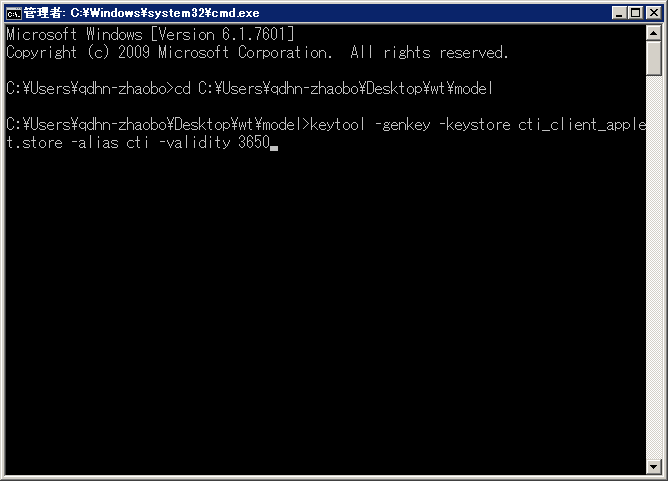 管理者: C:¥Windows¥system32¥cmd.exe
Microsoft Windows [Version 6.1.7601]
Copyright (c) 2009 Microsoft Corporation.  All rights reserved.
C:¥Users¥qdhn-zhaobo>cd C:¥Users¥qdhn-zhaobo¥Desktop¥wt¥model
C:¥Users¥qdhn-zhaobo¥Desktop¥wt¥model>keytool -genkey -keystore cti_client_apple
t.store -alias cti -validity 3650